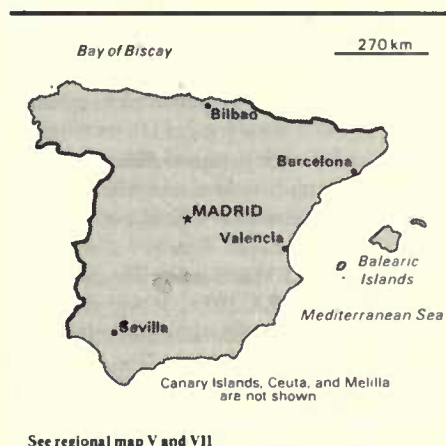 Bay of Biscay
270 km
Bilbao
Barcelona
MADRID
Valencia
Balearic
Islands
Mediterranean Sea
Sevilla
Canary Islands, Ceuta, and Melilla
are not shown
See regional map V and VII